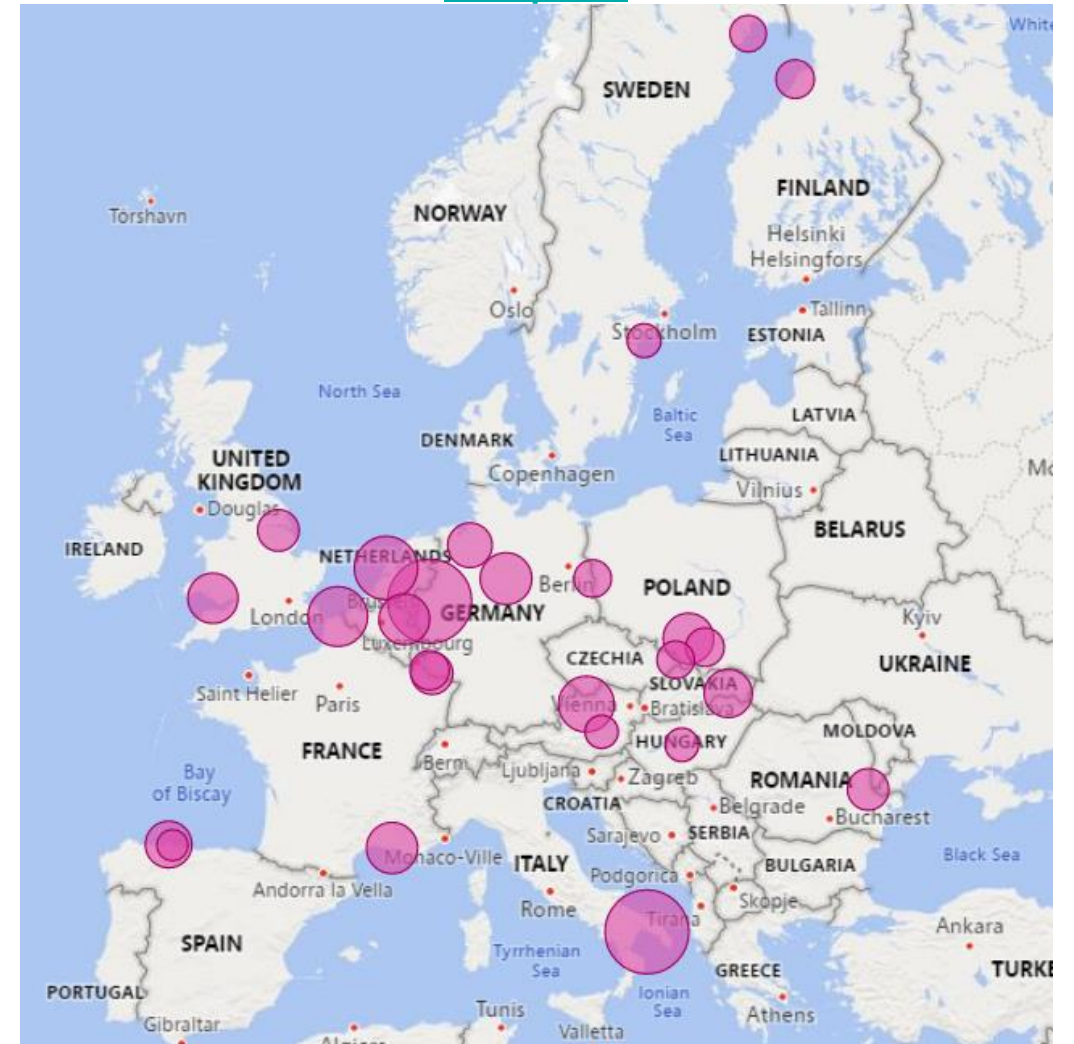 White
SWEDEN
FINLAND
Tórshavn
NORWAY
Helsinki
Helsingfors
Oslo
Tallinn
Stockholm
ESTONIA
North Sea
LATVIA
Baltic
Sea
DENMARK
LITHUANIA
UNITED
KINGDOM
Copenhagen
Mo
Vilnius
Douglas
BELARUS
IRELAND
NETHERLANDS
Berlin
POLAND
GERMANY
London
Kyiv
Luxembourg
CZECHIA
UKRAINE
SLOVAKIA
Saint Helier
Paris
Vienna
Bratislava
MOLDOVA
FRANCE
HUNGARY
Bern
Ljubljana
Zagreb
ROMANIA
Bay
of Biscay
CROATIA
Belgrade
Bucharest
Sarajevo
SERBIA
Monaco-Ville
ITALY
Black Sea
BULGARIA
Podgorica
Andorra la Vella
Rome
Skopje
Tirana
Ankara
SPAIN
Tyrrhenian
Sea
GREECE
TURKE
PORTUGAL
Ionian
Sea
Gibraltar
Tunis
Athens
Valletta